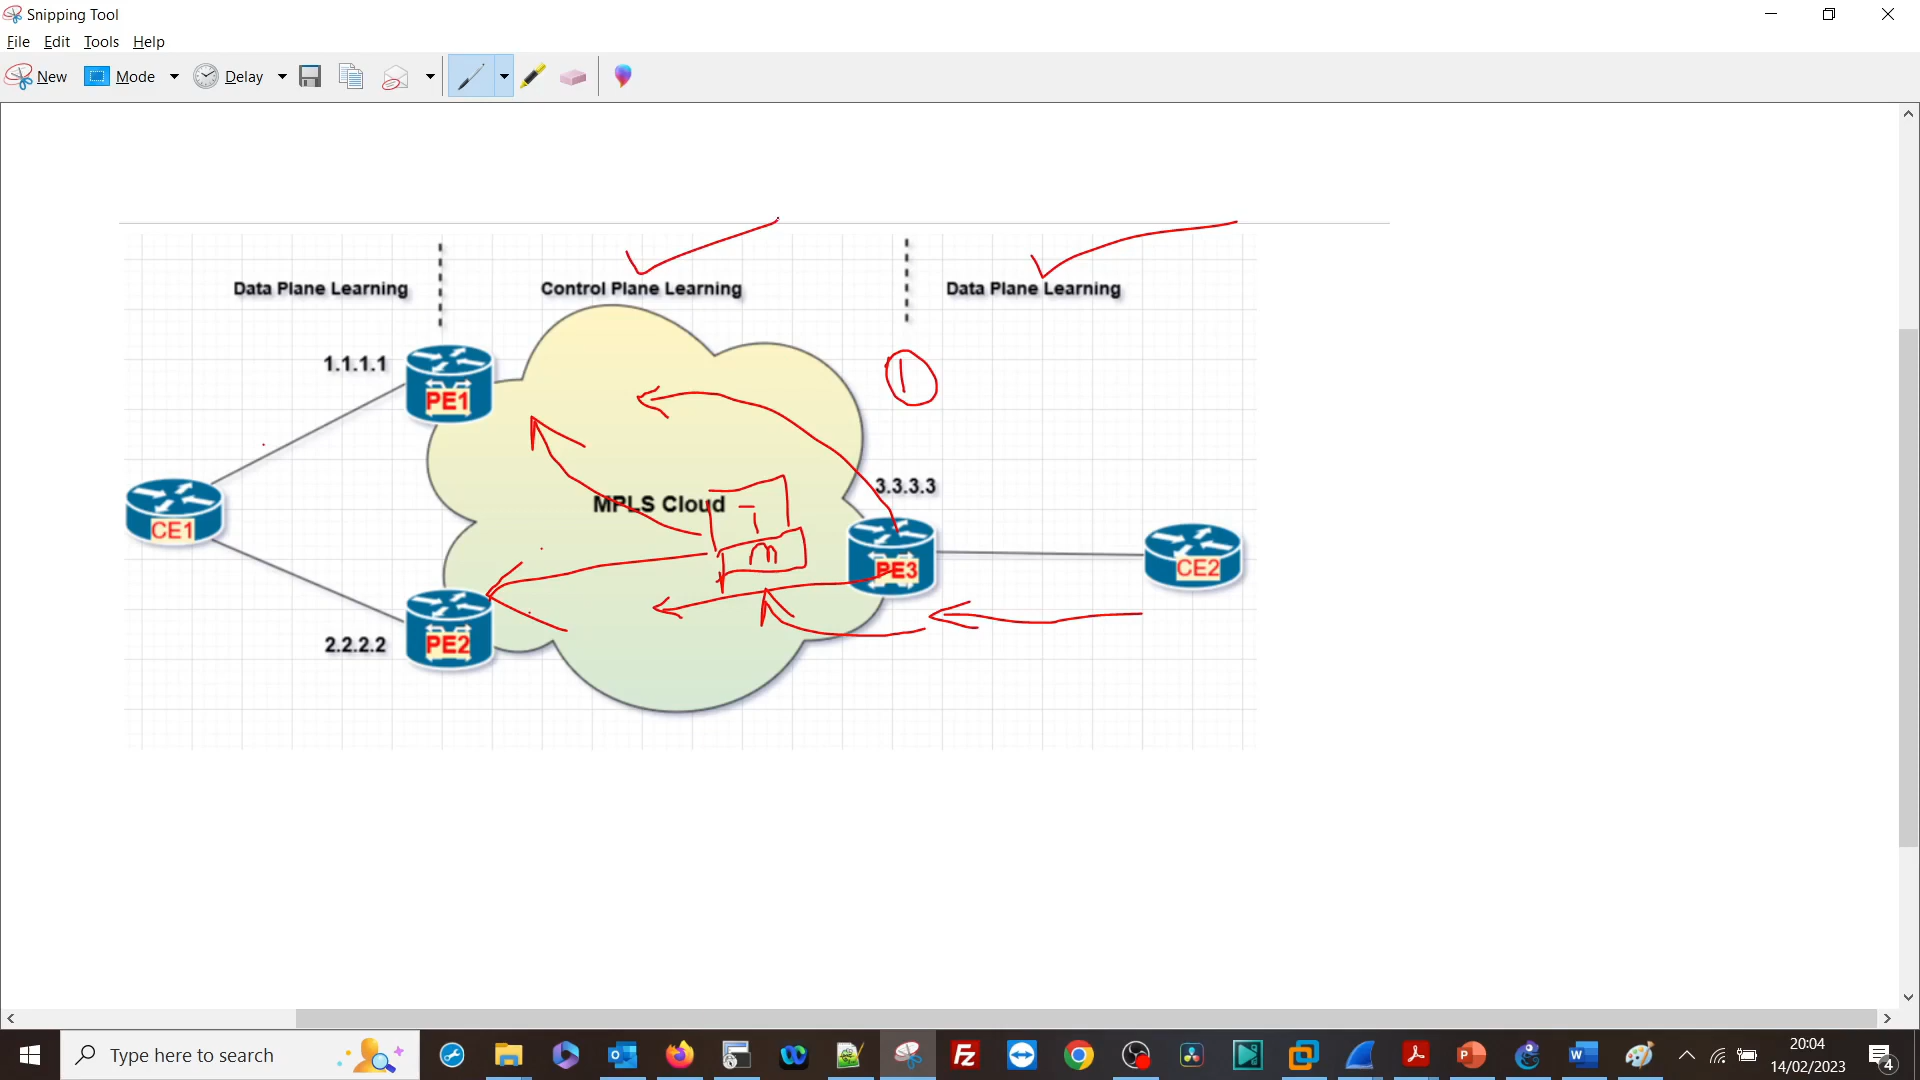 Snipping Tool
File Edit Tools Help
New Mode Delay
Data Plane Learning Control Plane Learning Data Plane Learning
1
1.1.1.1
PE1
3.3.3.3
MPLS Cloud
T
CE1
m
PE3
CE2
PE2
2.2.2.2
Type here to search
20:04
14/02/2023
4